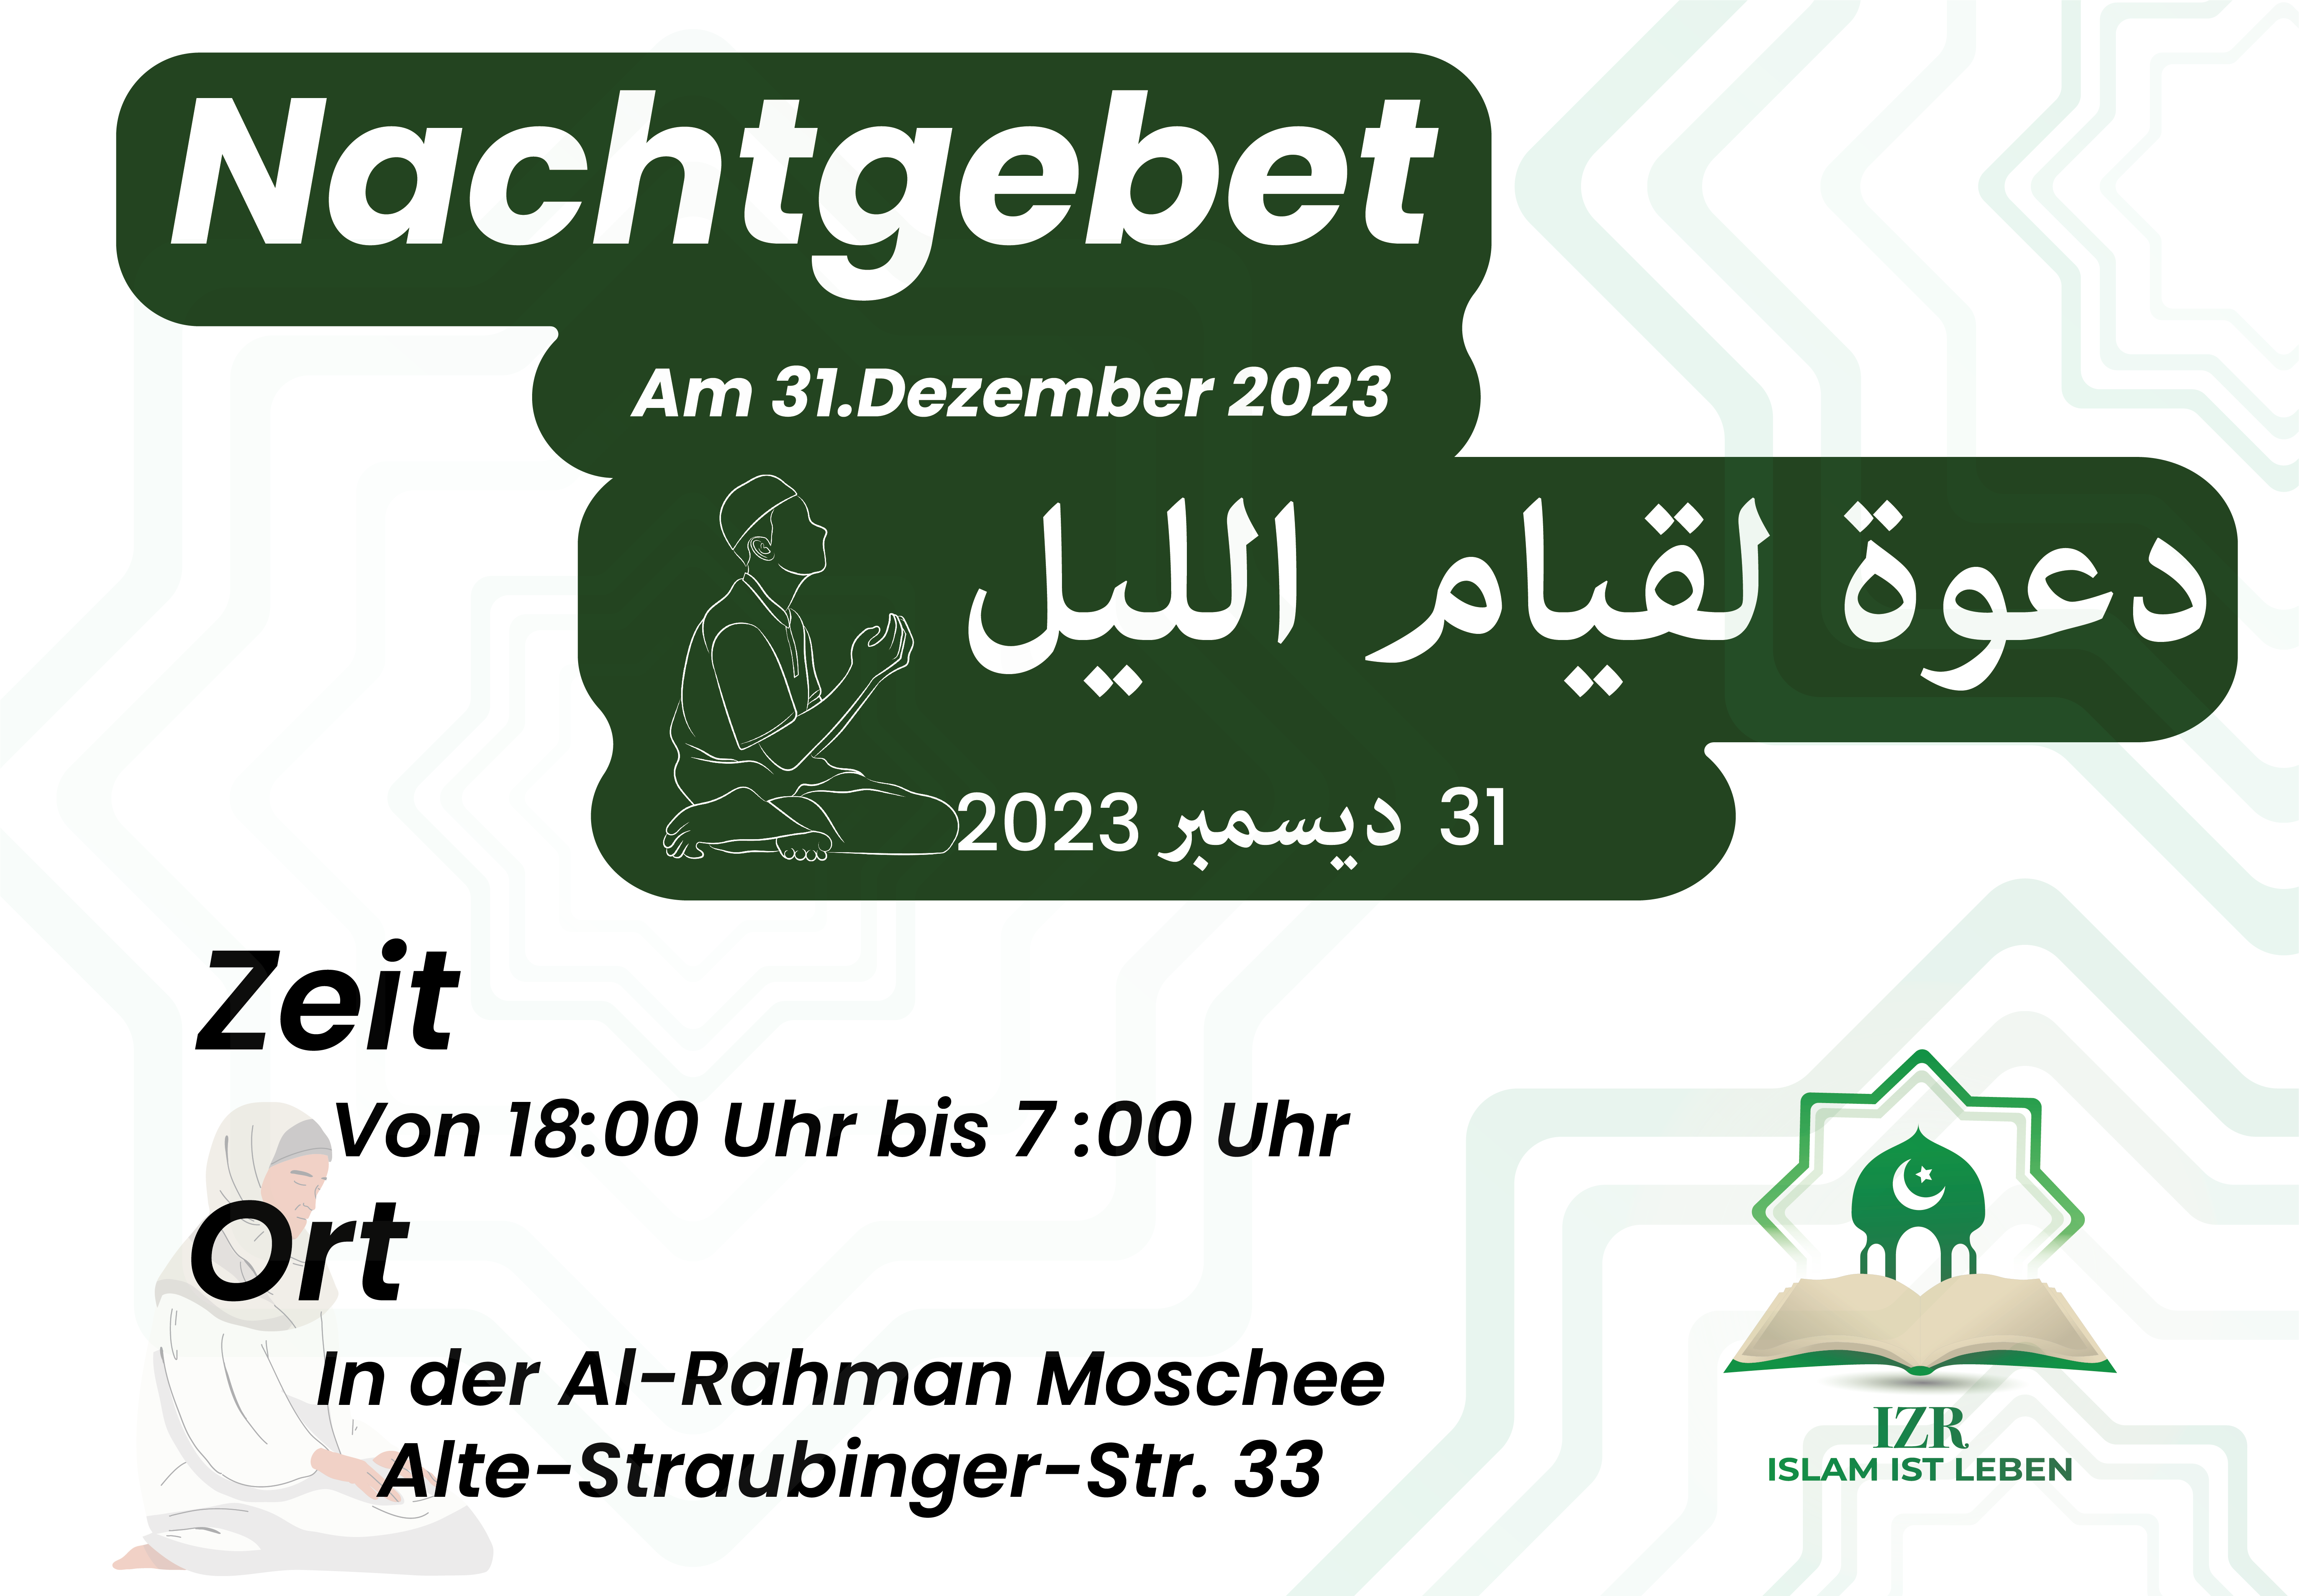 Nachtgebet
Am 31.Dezember 2023
دعوة لقيام الليل
31 ديسمبر 2023
Zeit
Von 18:00 Uhr bis 7 :00 Uhr
Ort
In der Al-Rahman Moschee
Alte-Straubinger-Str. 33
IZR
ISLAM IST LEBEN